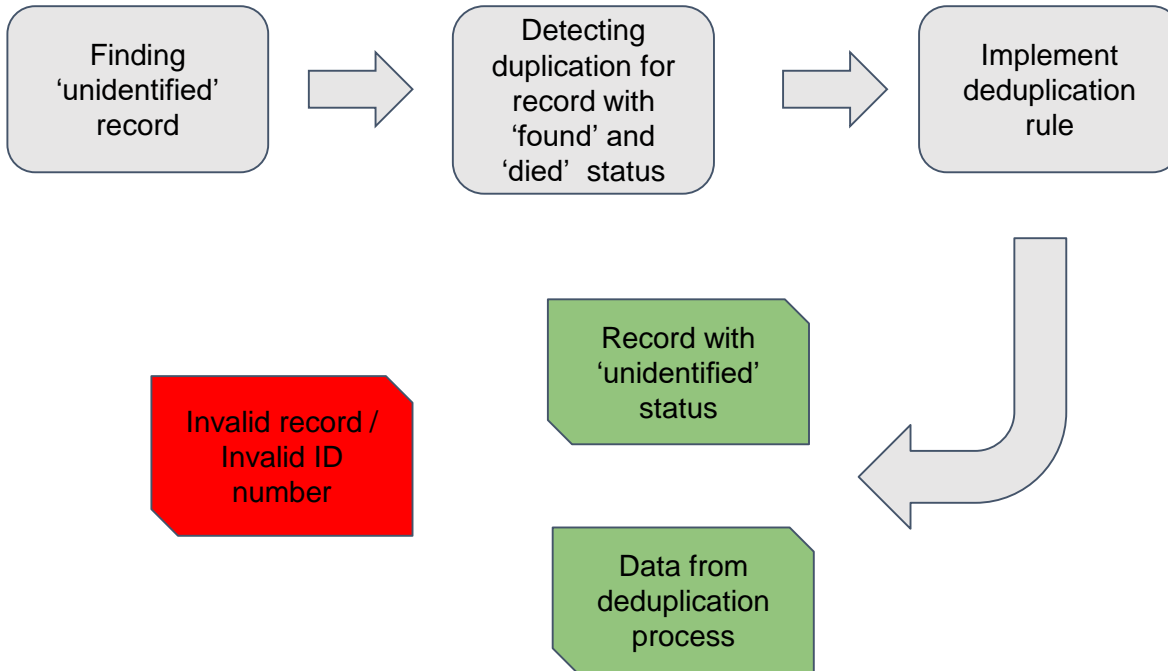 Finding
‘unidentified’
record
Detecting
duplication for
record with
‘found’ and
‘died’  status
Implement
deduplication
rule
Record with
‘unidentified’
status
Invalid record /
Invalid ID
number
Data from
deduplication
process